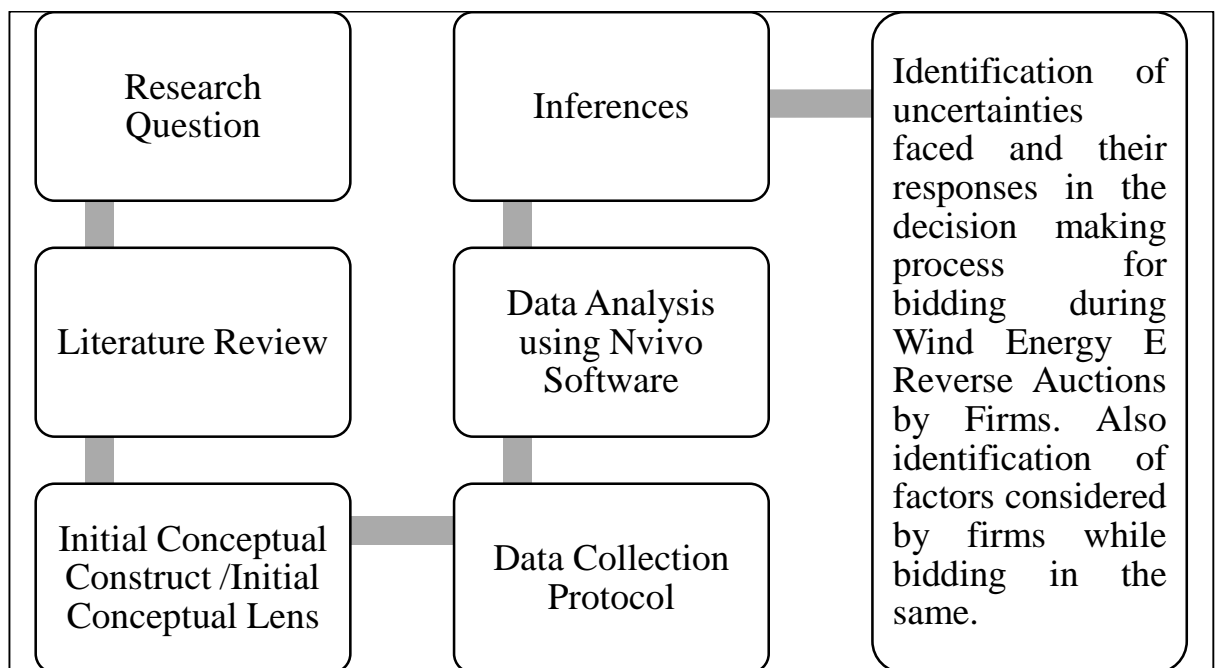 Research
Question
Literature Review
Initial Conceptual
Construct /Initial
Conceptual Lens
Data Collection
Protocol
Data Analysis
using Nvivo
Software
Inferences
Identification of
uncertainties
faced and their
responses in the
decision making
process for
bidding during
Wind Energy E
Reverse Auctions
by Firms. Also
identification of
factors considered
by firms while
bidding in the
same.